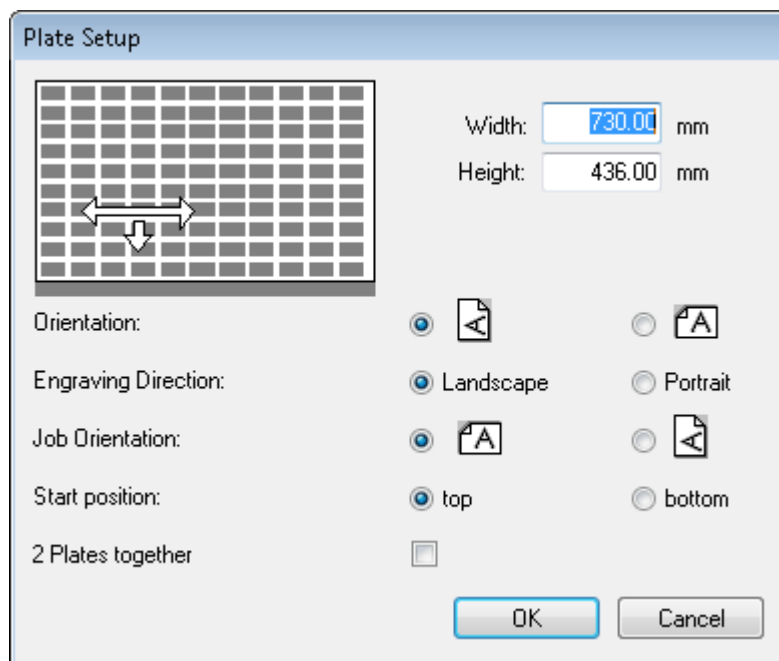 Plate Setup
Width: 730.00 mm
Height: 436.00 mm
Orientation: A A
Engraving Direction: Landscape Portrait
Job Orientation: A A
Start position: top bottom
2 Plates together
OK Cancel